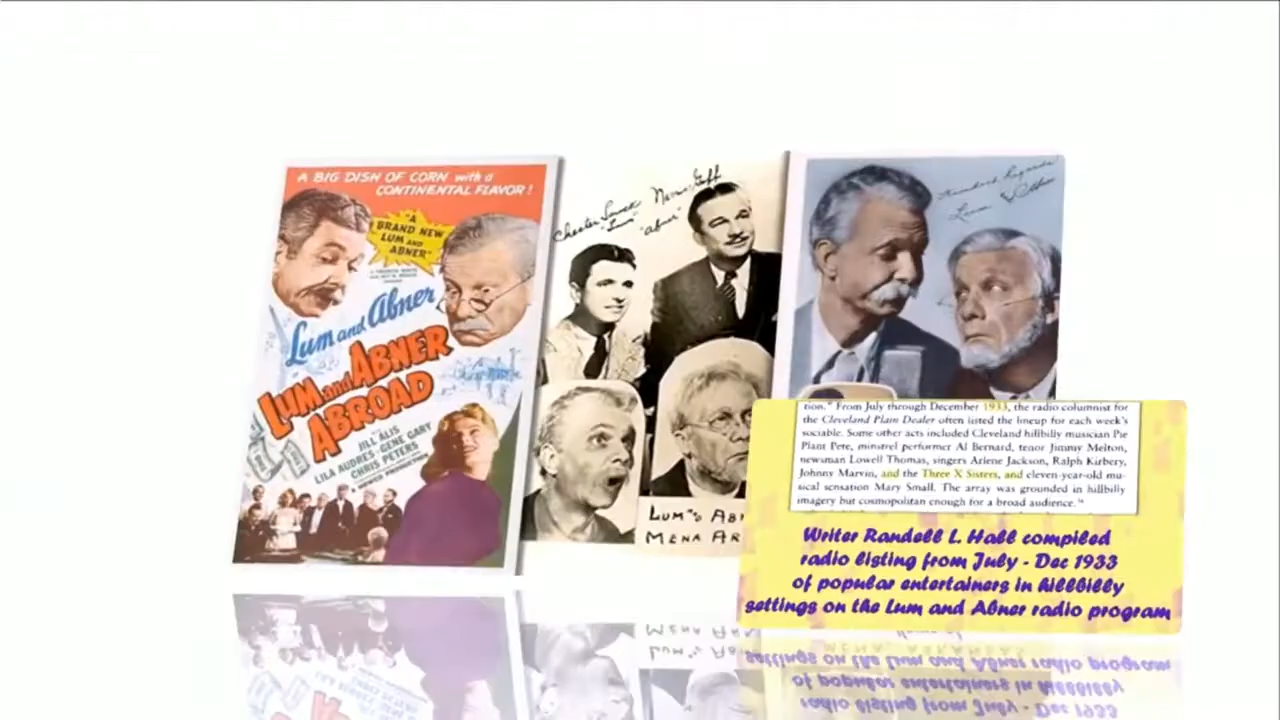 A BIG DISH OF CORN with a
CONTINENTAL FLAVOR!
"A
BRAND NEW
LUM AND
ABNER"
Lum and Abner
LUM and ABNER
ABROAD
JILL ALIS
LILA AUDRES · GENE GARY
CHRIS PETERS
Chester Lauck Norris Goff
"Lum" "abner"
LUM "n AB
MENA AR
tion." From July through December 1933, the radio columnist for
the Cleveland Plain Dealer often listed the lineup for each week's
sociable. Some other acts included Cleveland hillbilly musician Pie
Plant Pete, minstrel performer Al Bernard, tenor Jimmy Melton,
newsman Lowell Thomas, singers Arlene Jackson, Ralph Kirbery,
Johnny Marvin, and the Three X Sisters, and eleven-year-old mu-
sical sensation Mary Small. The array was grounded in hillbilly
imagery but cosmopolitan enough for a broad audience.
Writer Randell L. Hall compiled
radio listing from July - Dec 1933
of popular entertainers in hillbilly
settings on the Lum and Abner radio program